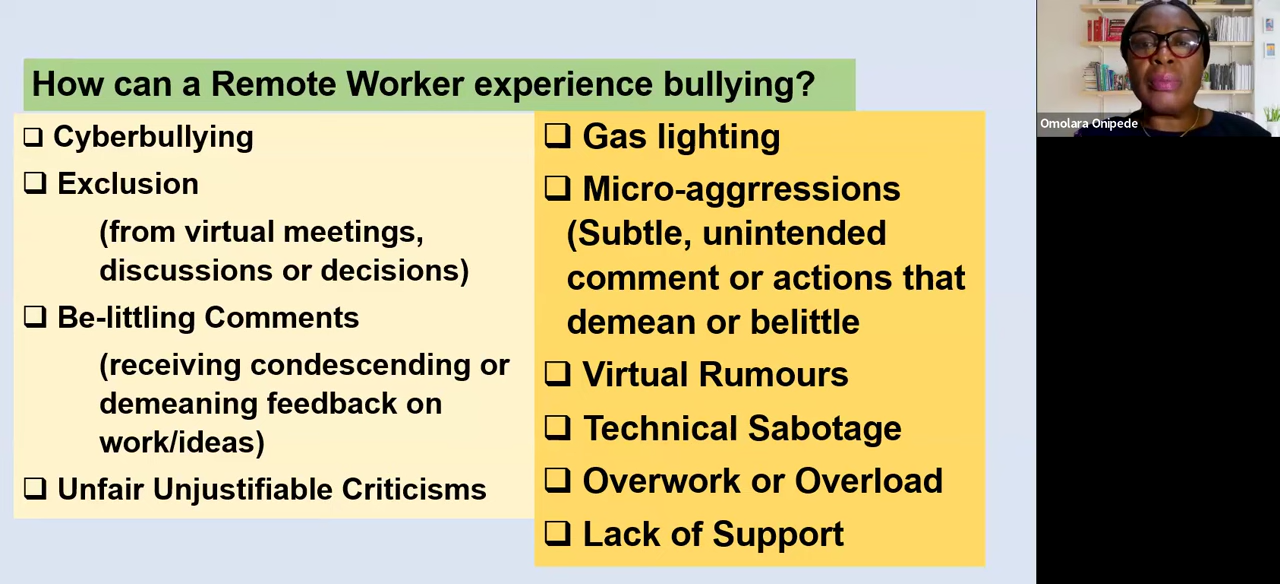 How can a Remote Worker experience bullying?
❑ Cyberbullying
❑ Exclusion
(from virtual meetings,
discussions or decisions)
❑ Be-littling Comments
(receiving condescending or
demeaning feedback on
work/ideas)
❑ Unfair Unjustifiable Criticisms
❑ Gas lighting
❑ Micro-aggrressions
(Subtle, unintended
comment or actions that
demean or belittle
❑ Virtual Rumours
❑ Technical Sabotage
❑ Overwork or Overload
❑ Lack of Support
Omolara Onipede